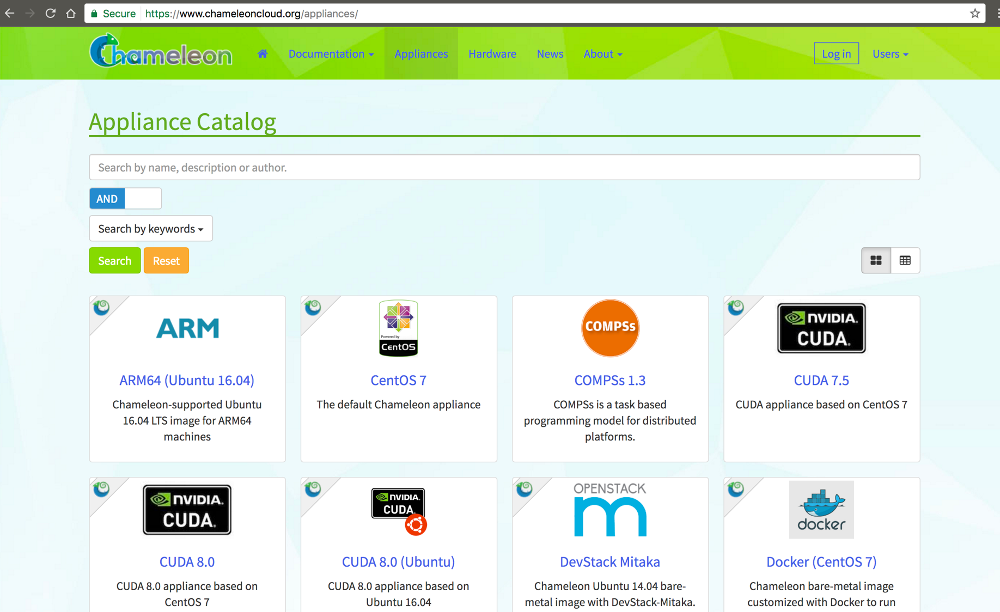 Secure https://www.chameleoncloud.org/appliances/
Chameleon Documentation Appliances Hardware News About Log in Users
Appliance Catalog
Search by name, description or author.
AND
Search by keywords
Search Reset
ARM
Powered by
CentOS
COMPSs
NVIDIA.
CUDA.
ARM64 (Ubuntu 16.04)
Chameleon-supported Ubuntu
16.04 LTS image for ARM64
machines
CentOS 7
The default Chameleon appliance
COMPSs 1.3
COMPSs is a task based
programming model for distributed
platforms.
CUDA 7.5
CUDA appliance based on CentOS 7
NVIDIA.
CUDA.
NVIDIA.
CUDA.
OPENSTACK
m
docker
CUDA 8.0
CUDA 8.0 appliance based on
CentOS 7
CUDA 8.0 (Ubuntu)
CUDA 8.0 appliance based on
Ubuntu 16.04
DevStack Mitaka
Chameleon Ubuntu 14.04 bare-
metal image with DevStack-Mitaka.
Docker (CentOS 7)
Chameleon bare-metal image
customized with Docker to run